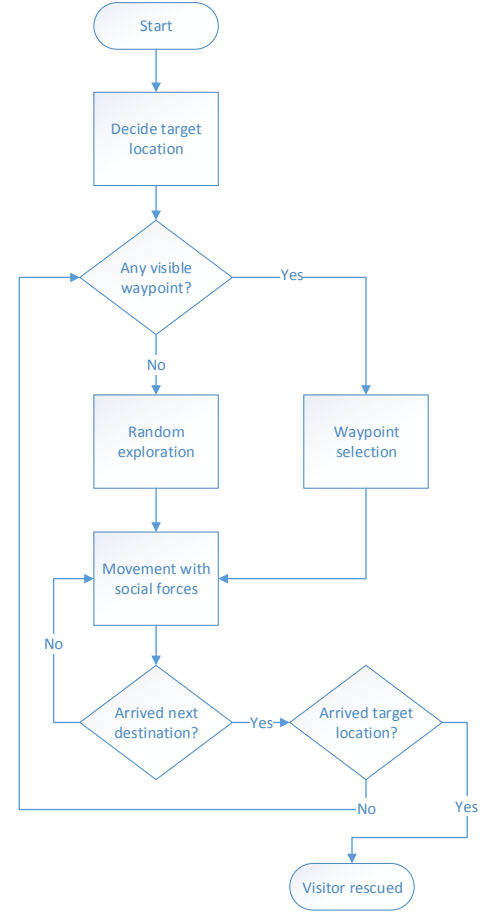 Start
Decide target
location
Any visible
waypoint?
Yes
No
Random
exploration
Waypoint
selection
Movement with
social forces
No
Arrived next
destination?
Yes
Arrived target
location?
No
Yes
Visitor rescued